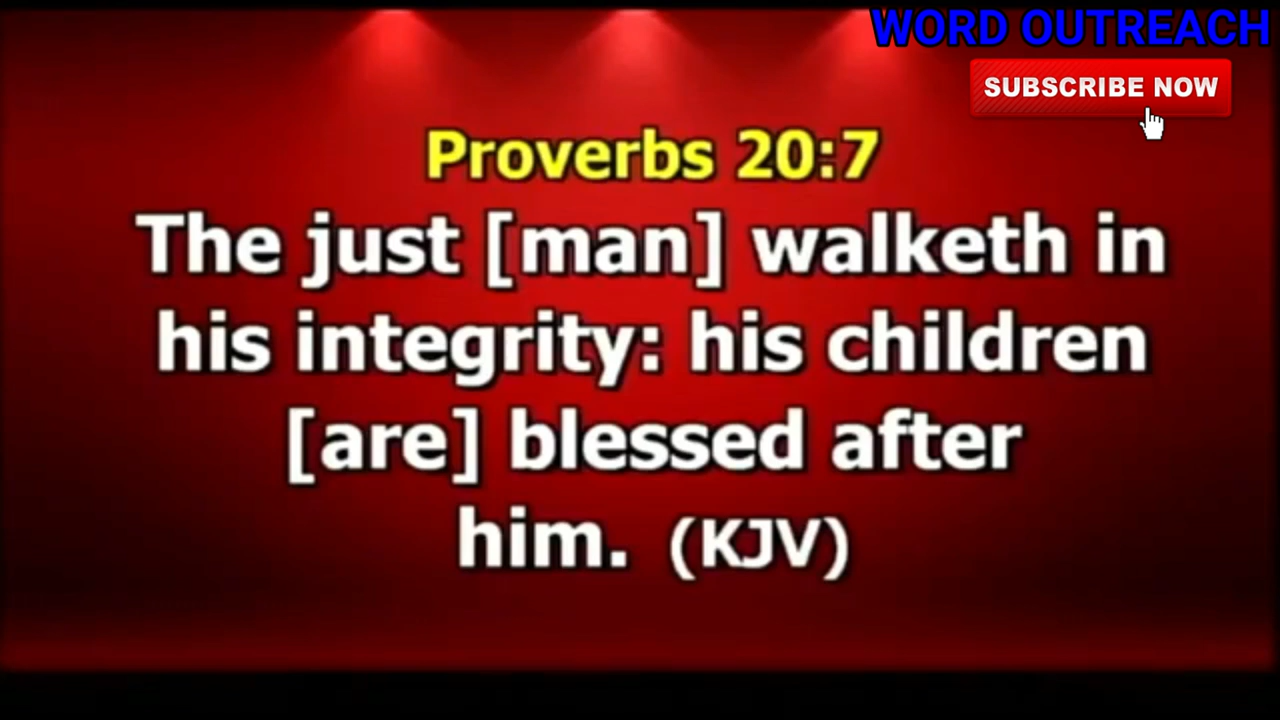 WORD OUTREACH
SUBSCRIBE NOW
Proverbs 20:7
The just [man] walketh in
his integrity: his children
[are] blessed after
him. (KJV)